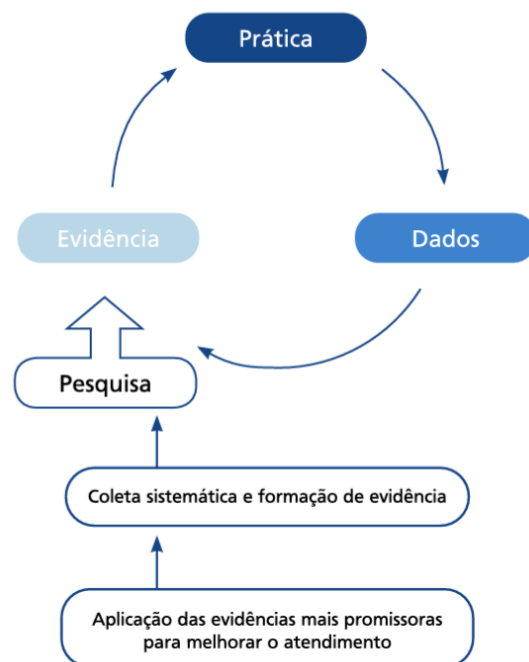 Prática
Evidência
Dados
Pesquisa
Coleta sistemática e formação de evidência
Aplicação das evidências mais promissoras
para melhorar o atendimento